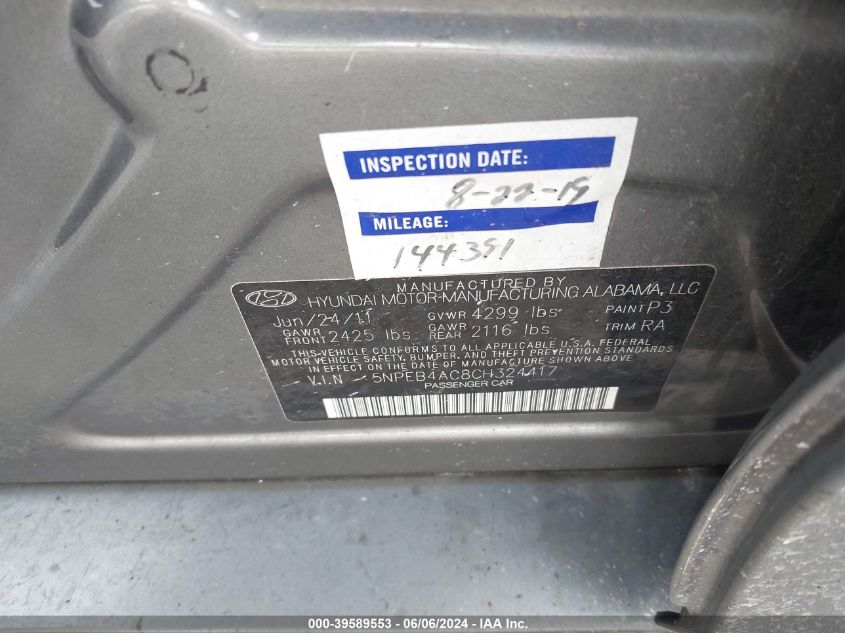 INSPECTION DATE:
8-22-19
MILEAGE:
144391
MANUFACTURED BY
HYUNDAI MOTOR-MANUFACTURING ALABAMA, LLC
Jun/24/11 GVWR 4299 lbs PAINT P3
GAWR FRONT 2425 lbs GAWR REAR 2116 lbs TRIM RA
THIS-VEHICLE CONFORMS TO ALL APPLICABLE U.S.A. FEDERAL
MOTOR VEHICLE SAFETY, BUMPER, AND THEFT PREVENTION
STANDARDS IN EFFECT ON THE DATE OF MANUFACTURE SHOWN ABOVE
V.I.N 5NPEB4AC8CH324417
PASSENGER CAR
000-39589553 - 06/06/2024 - IAA Inc.